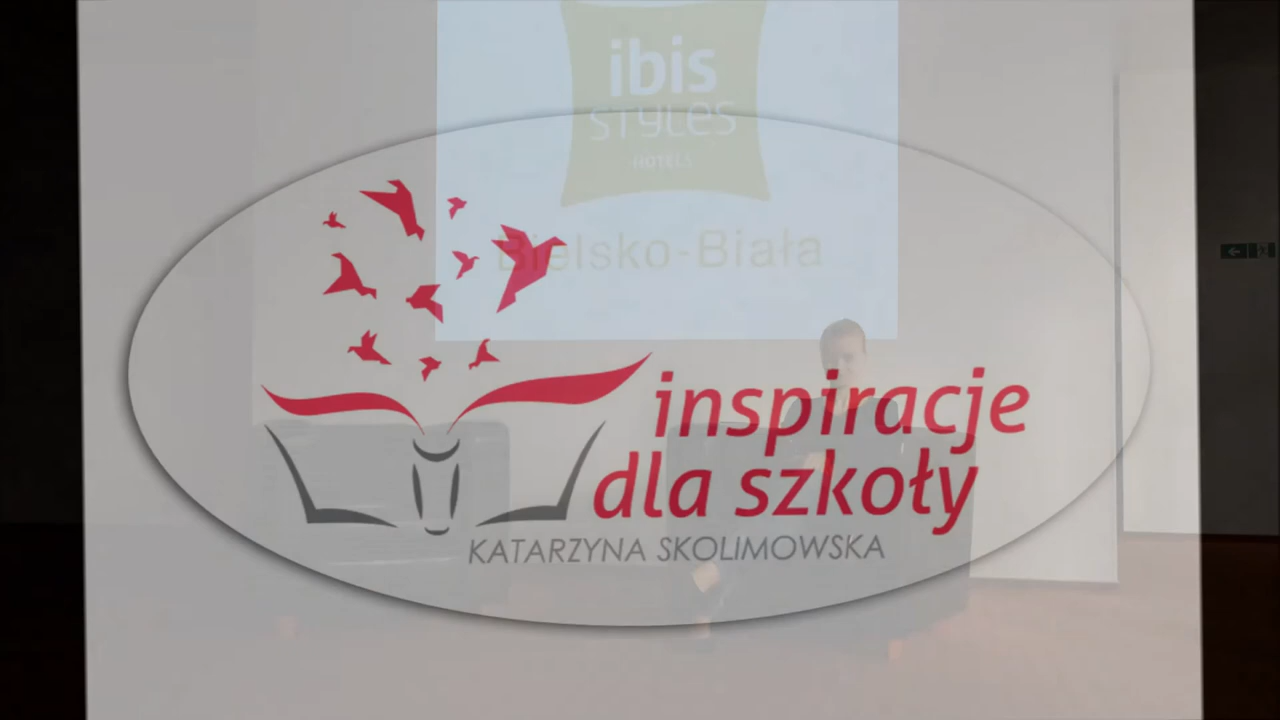 ibis
STYLES
HOTELS
Bielsko-Biała
inspiracje
dla szkoły
KATARZYNA SKOLIMOWSKA